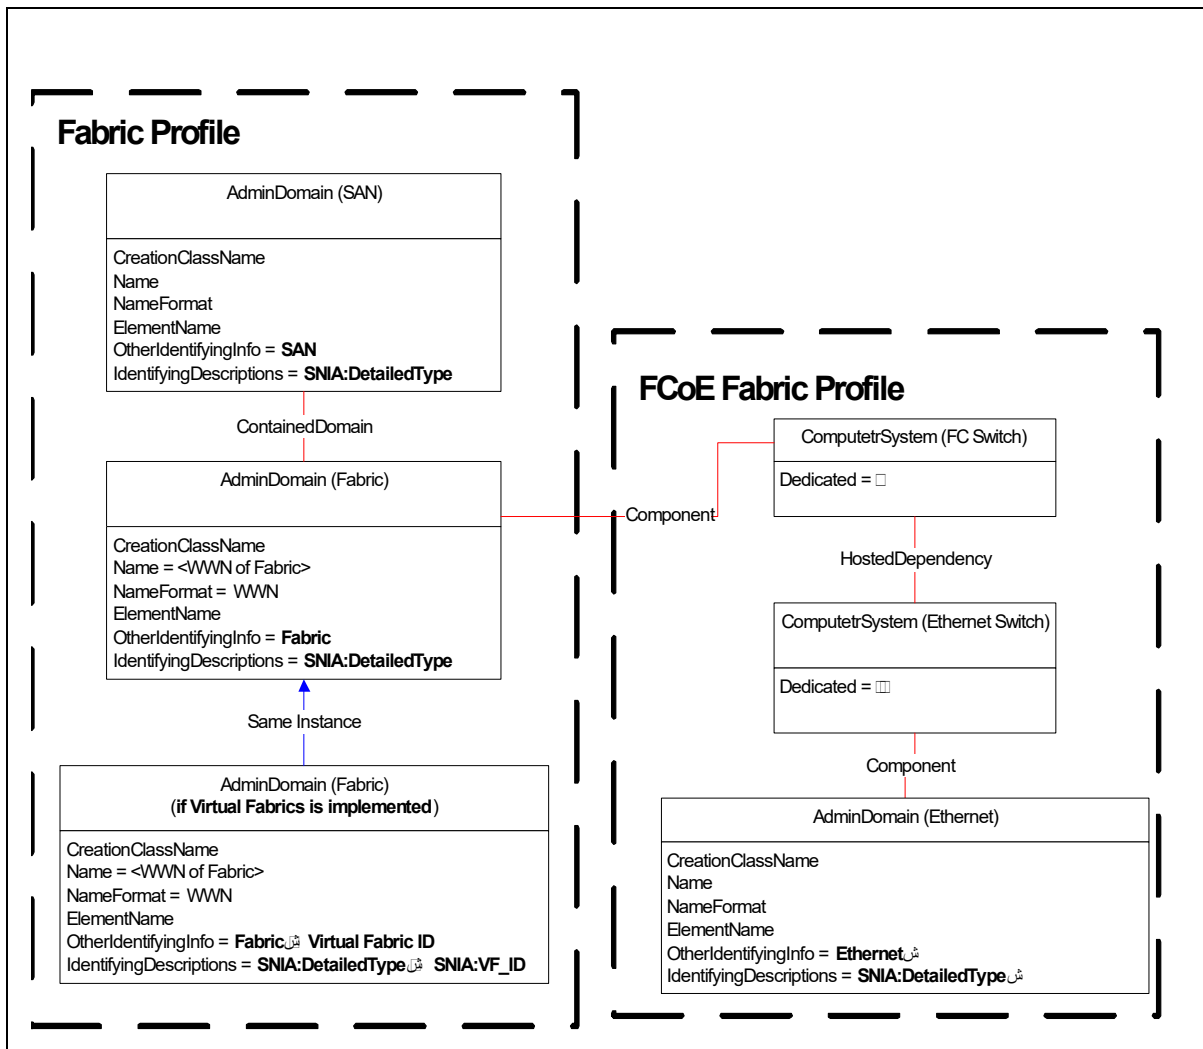 Fabric Profile
AdminDomain (SAN)
CreationClassName
Name
NameFormat
ElementName
OtherIdentifyingInfo = SAN
IdentifyingDescriptions = SNIA:DetailedType
ContainedDomain
AdminDomain (Fabric)
CreationClassName
Name = <WWN of Fabric>
NameFormat = WWN
ElementName
OtherIdentifyingInfo = Fabric
IdentifyingDescriptions = SNIA:DetailedType
Same Instance
AdminDomain (Fabric)
(if Virtual Fabrics is implemented)
CreationClassName
Name = <WWN of Fabric>
NameFormat = WWN
ElementName
OtherIdentifyingInfo = Fabric Virtual Fabric ID
IdentifyingDescriptions = SNIA:DetailedType SNIA:VF_ID
Component
FCoE Fabric Profile
ComputetrSystem (FC Switch)
Dedicated =
HostedDependency
ComputetrSystem (Ethernet Switch)
Dedicated =
Component
AdminDomain (Ethernet)
CreationClassName
Name
NameFormat
ElementName
OtherIdentifyingInfo = Ethernet
IdentifyingDescriptions = SNIA:DetailedType